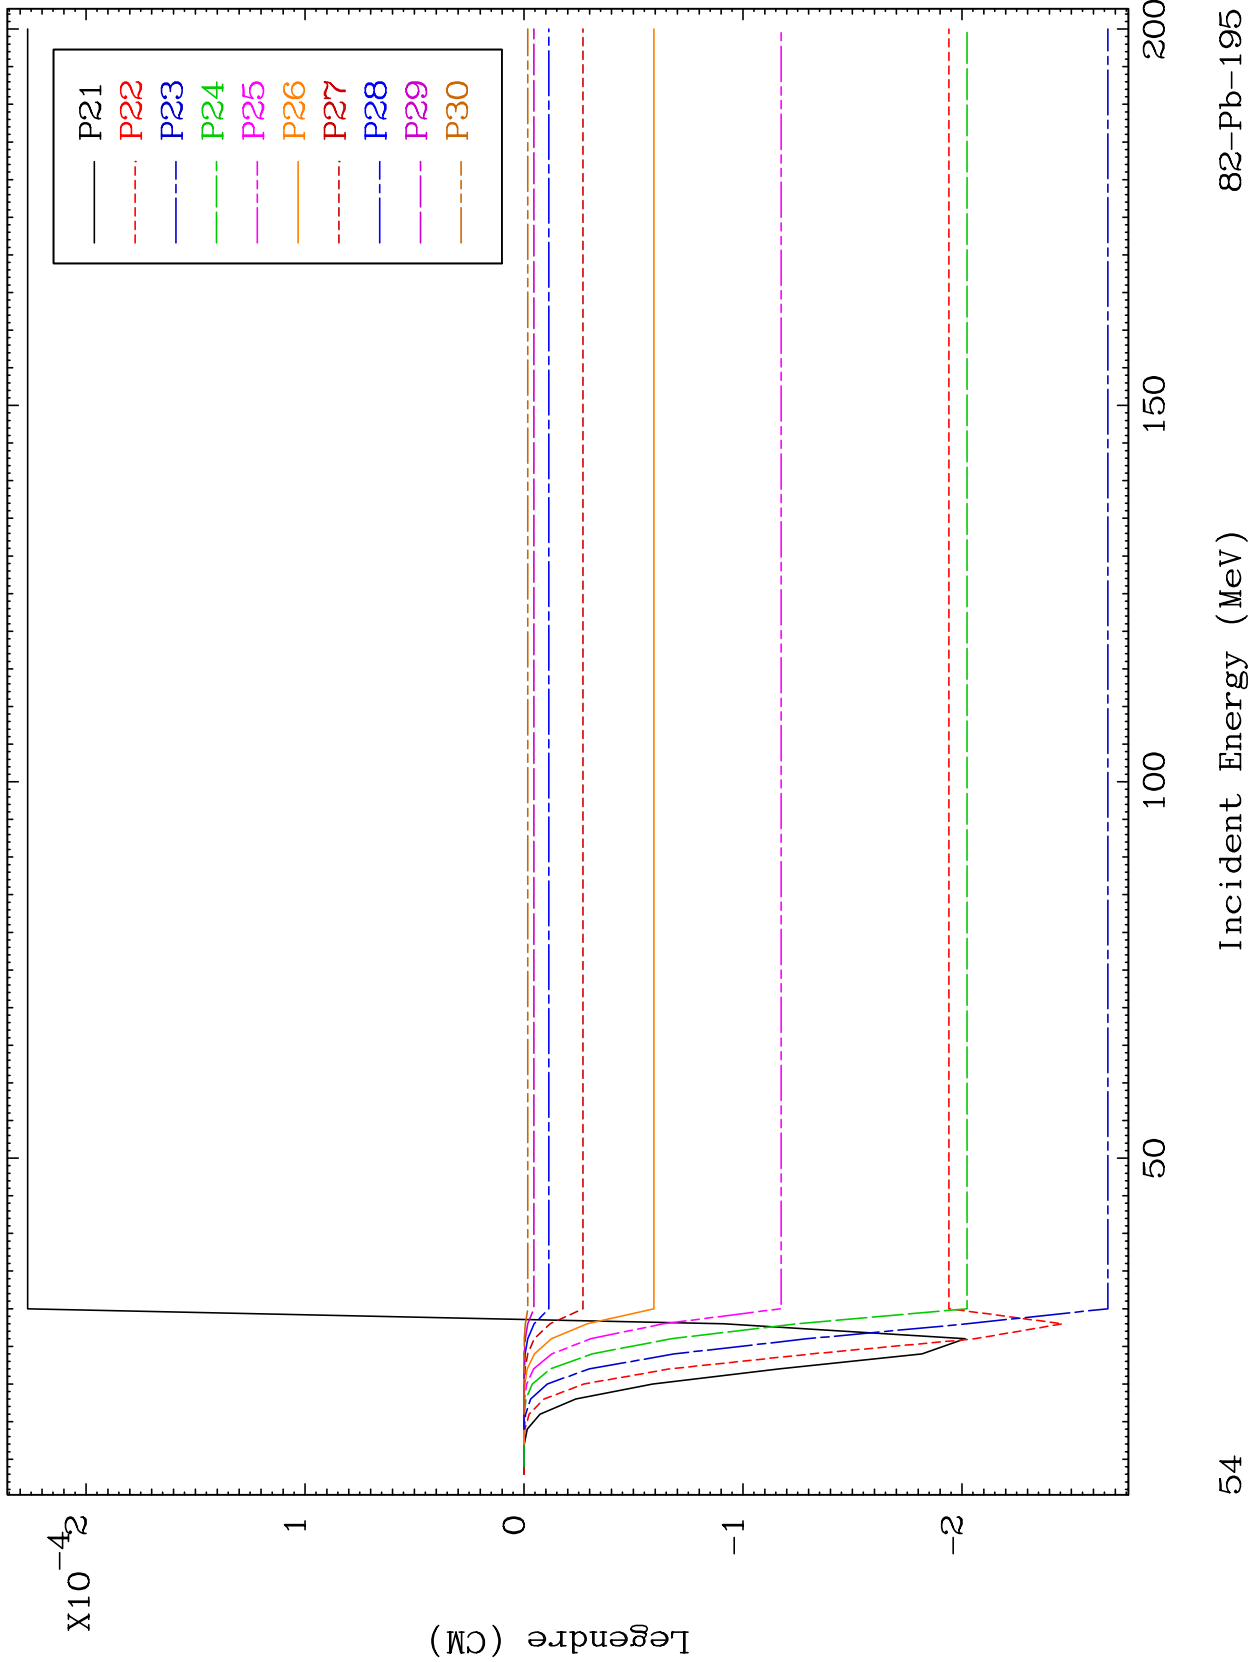 X10-4
2
1
0
-1
-2
Legendre (CM)
P21
P22
P23
P24
P25
P26
P27
P28
P29
P30
50
100
150
200
Incident Energy (MeV)
54
82-Pb-195